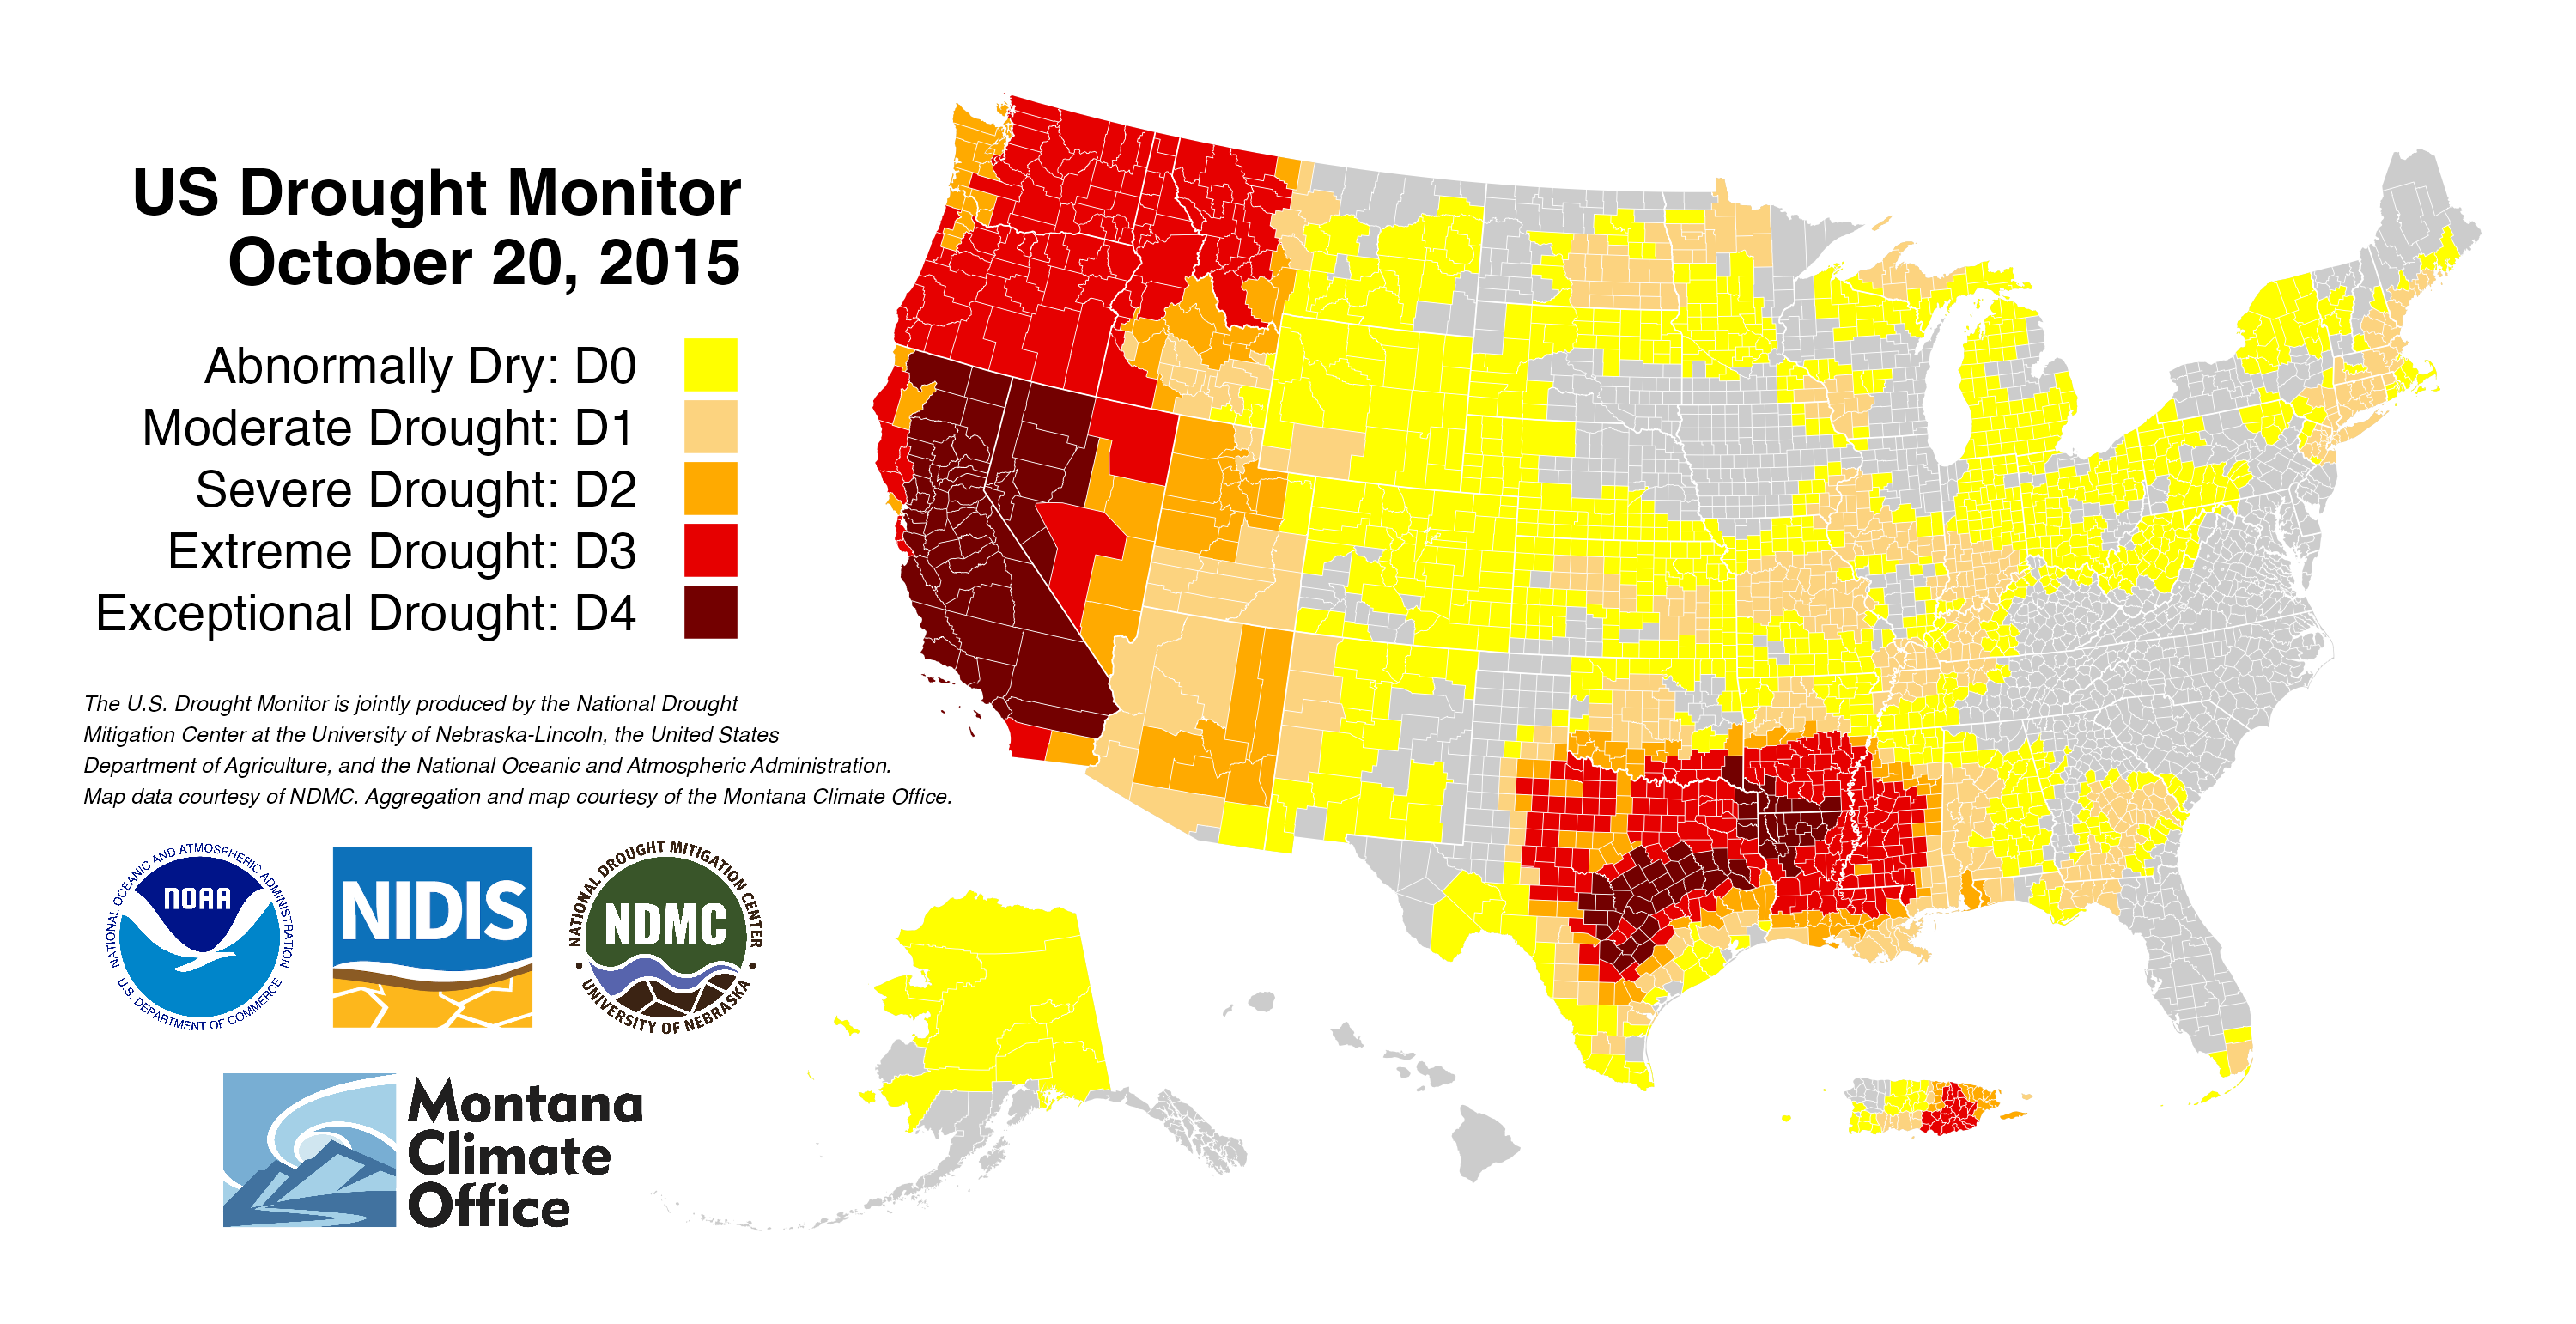 US Drought Monitor
October 20, 2015
Abnormally Dry: D0
Moderate Drought: D1
Severe Drought: D2
Extreme Drought: D3
Exceptional Drought: D4
The U.S. Drought Monitor is jointly produced by the National Drought
Mitigation Center at the University of Nebraska-Lincoln, the United States
Department of Agriculture, and the National Oceanic and Atmospheric Administration.
Map data courtesy of NDMC. Aggregation and map courtesy of the Montana Climate Office.
NATIONAL OCEANIC AND ATMOSPHERIC ADMINISTRATION
NOAA
U.S. DEPARTMENT OF COMMERCE
NIDIS
NATIONAL DROUGHT MITIGATION CENTER
NDMC
UNIVERSITY OF NEBRASKA
Montana
Climate
Office